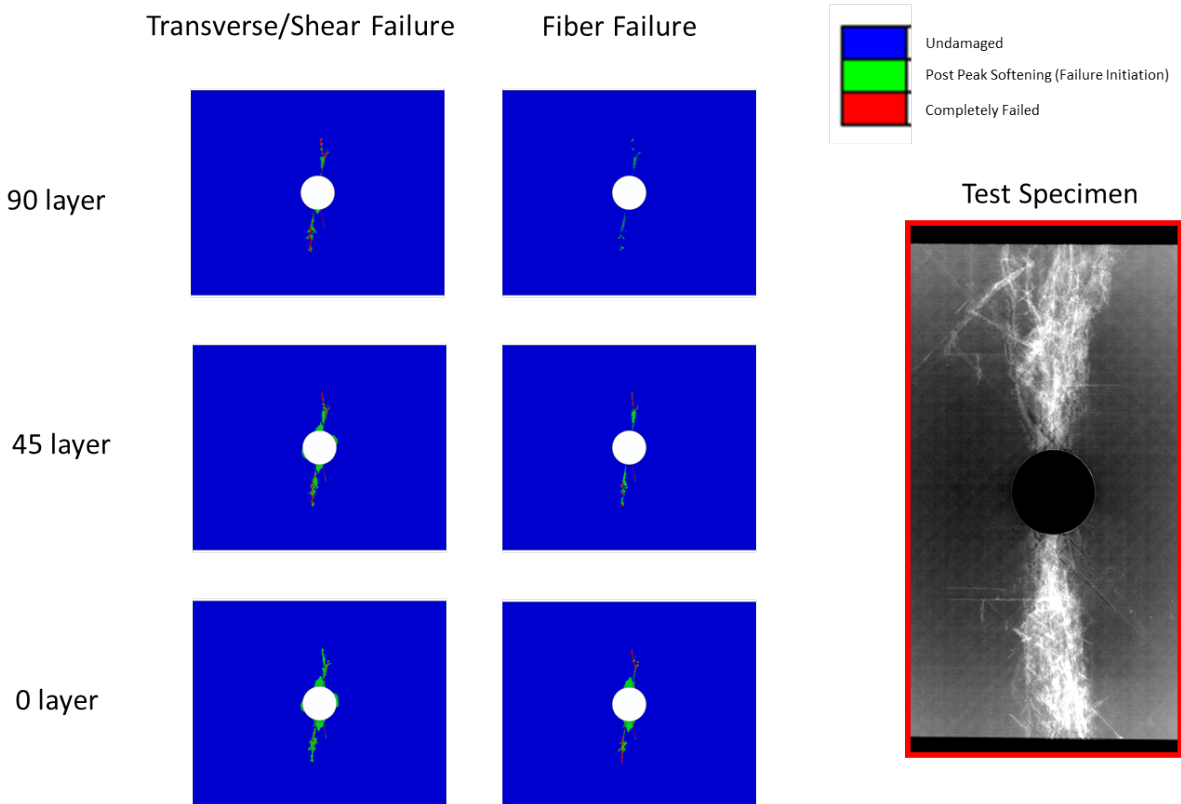 Transverse/Shear Failure
Fiber Failure
Undamaged
Post Peak Softening (Failure Initiation)
Completely Failed
90 layer
Test Specimen
45 layer
0 layer